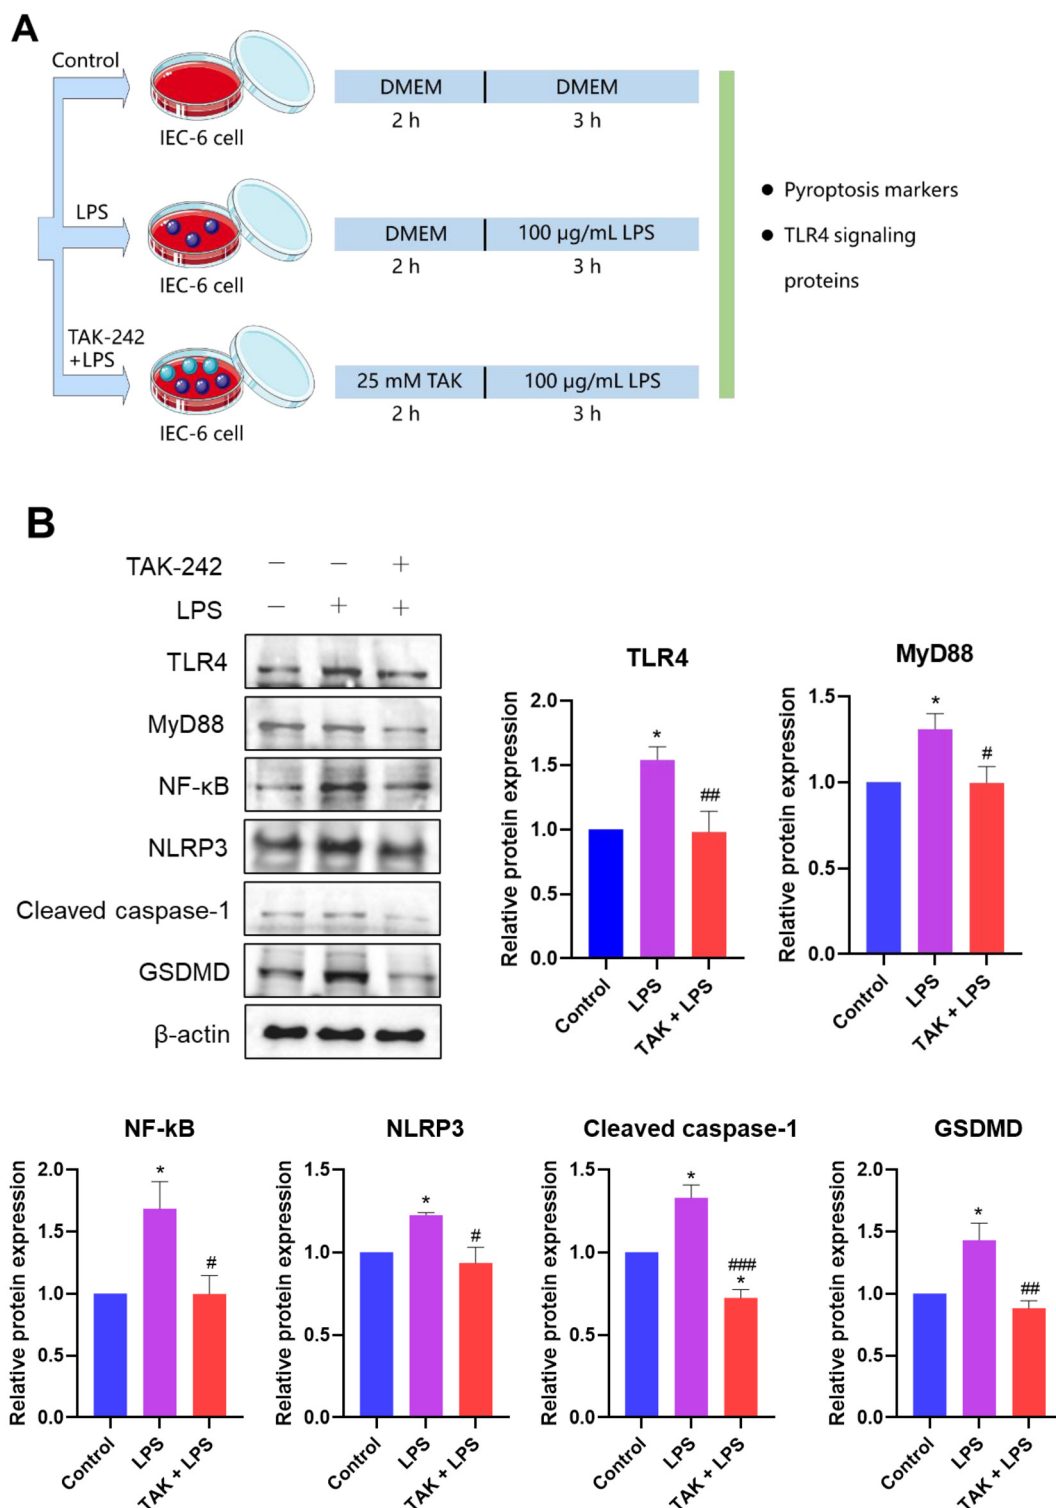 A
Control
IEC-6 cell
DMEM DMEM
2 h 3 h
LPS
IEC-6 cell
DMEM 100 μg/mL LPS
2 h 3 h
TAK-242
+LPS
IEC-6 cell
25 mM TAK 100 μg/mL LPS
2 h 3 h
● Pyroptosis markers
● TLR4 signaling
proteins
B
TAK-242 − − +
LPS − + +
TLR4
MyD88
NF-κB
NLRP3
Cleaved caspase-1
GSDMD
β-actin
TLR4
Relative protein expression
2.0
1.5
1.0
0.5
0.0
*
##
Control
LPS
TAK + LPS
MyD88
Relative protein expression
1.5
1.0
0.5
0.0
*
#
Control
LPS
TAK + LPS
NF-kB
Relative protein expression
2.0
1.5
1.0
0.5
0.0
*
#
Control
LPS
TAK + LPS
NLRP3
Relative protein expression
1.5
1.0
0.5
0.0
*
#
Control
LPS
TAK + LPS
Cleaved caspase-1
Relative protein expression
1.5
1.0
0.5
0.0
*
###
*
Control
LPS
TAK + LPS
GSDMD
Relative protein expression
2.0
1.5
1.0
0.5
0.0
*
##
Control
LPS
TAK + LPS